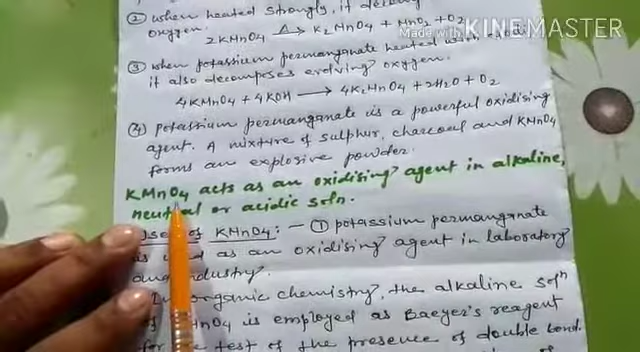 ② when heated strongly, it
oxygen. 2KMnO4 —Δ→ K2MnO4 + MnO2 + O2
Made with KINEMASTER
③ when potassium permanganate heated
it also decomposes evolving oxygen.
4KMnO4 + 4KOH → 4K2MnO4 + 2H2O + O2
④ potassium permanganate is a powerful oxidising
agent. A mixture of sulphur, charcoal and KMnO4
forms an explosive powder.
KMnO4 acts as an oxidising agent in alkaline,
neutral or acidic soln.
Uses of KMnO4: - ① potassium permanganate
is used as an oxidising agent in laboratory
and industry.
organic chemistry, the alkaline soln
is employed as Baeyer's reagent
test of the presence of double bond.